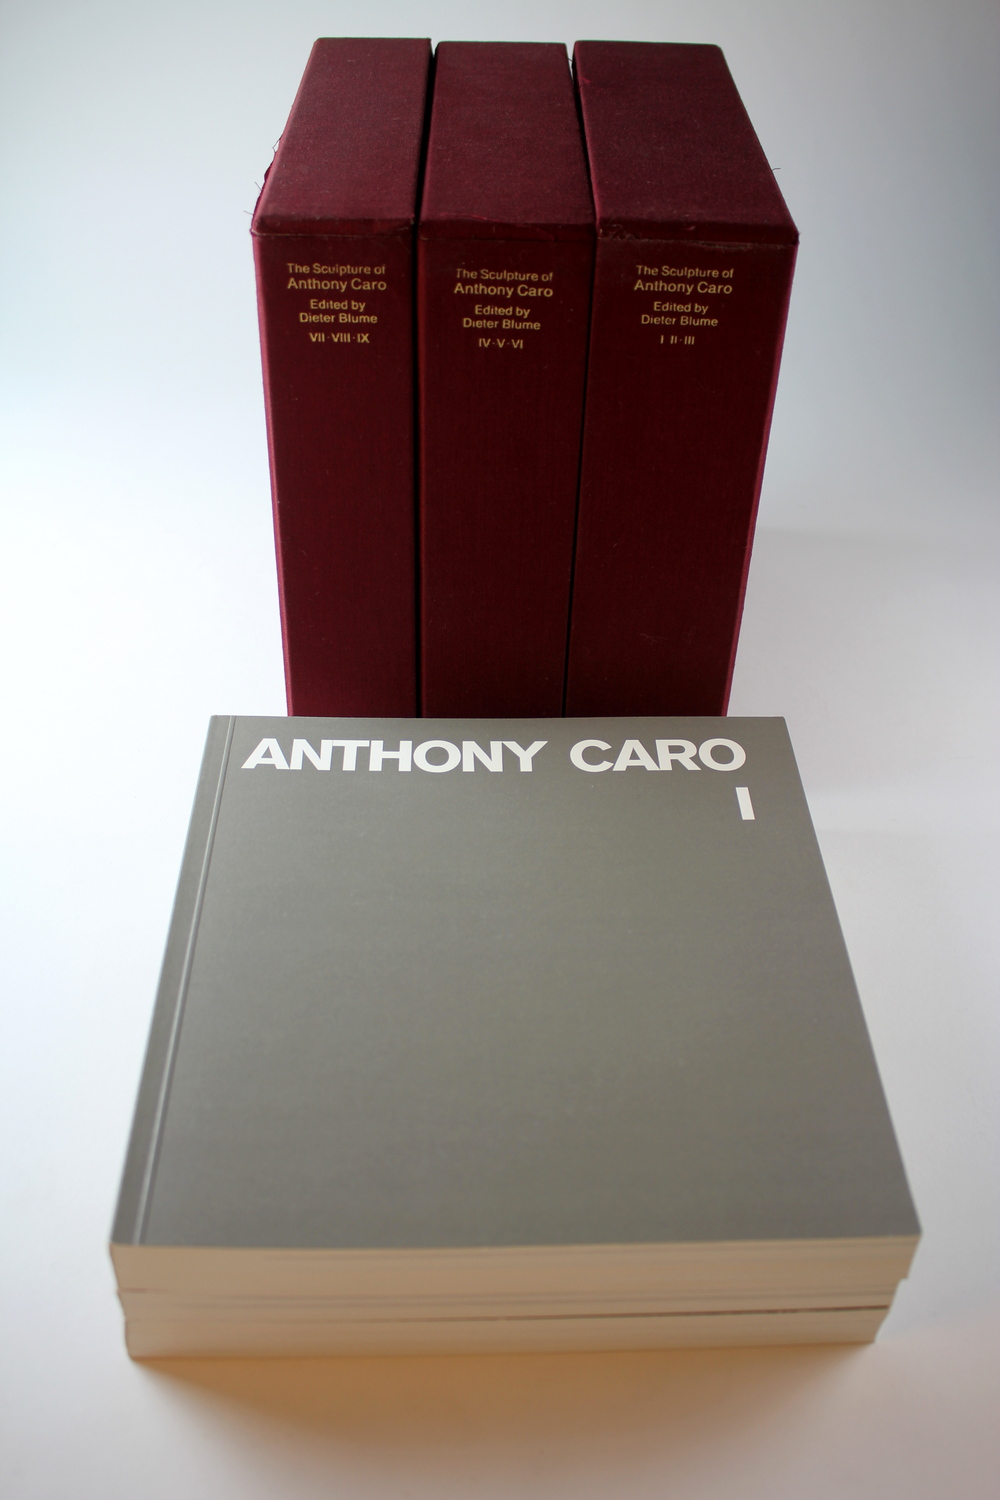 The Sculpture of
Anthony Caro
Edited by
Dieter Blume
VII·VIII·IX
The Sculpture of
Anthony Caro
Edited by
Dieter Blume
IV·V·VI
The Sculpture of
Anthony Caro
Edited by
Dieter Blume
I II·III
ANTHONY CARO
I